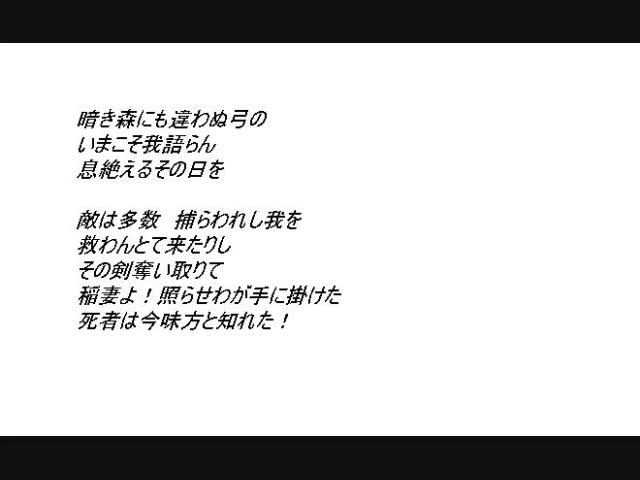 暗き森にも違わぬ弓の
いまこそ我語らん
息絶えるその日を
敵は多数　捕らわれし我を
救わんとて来たりし
その剣奪い取りて
稲妻よ！照らせわが手に掛けた
死者は今味方と知れた！